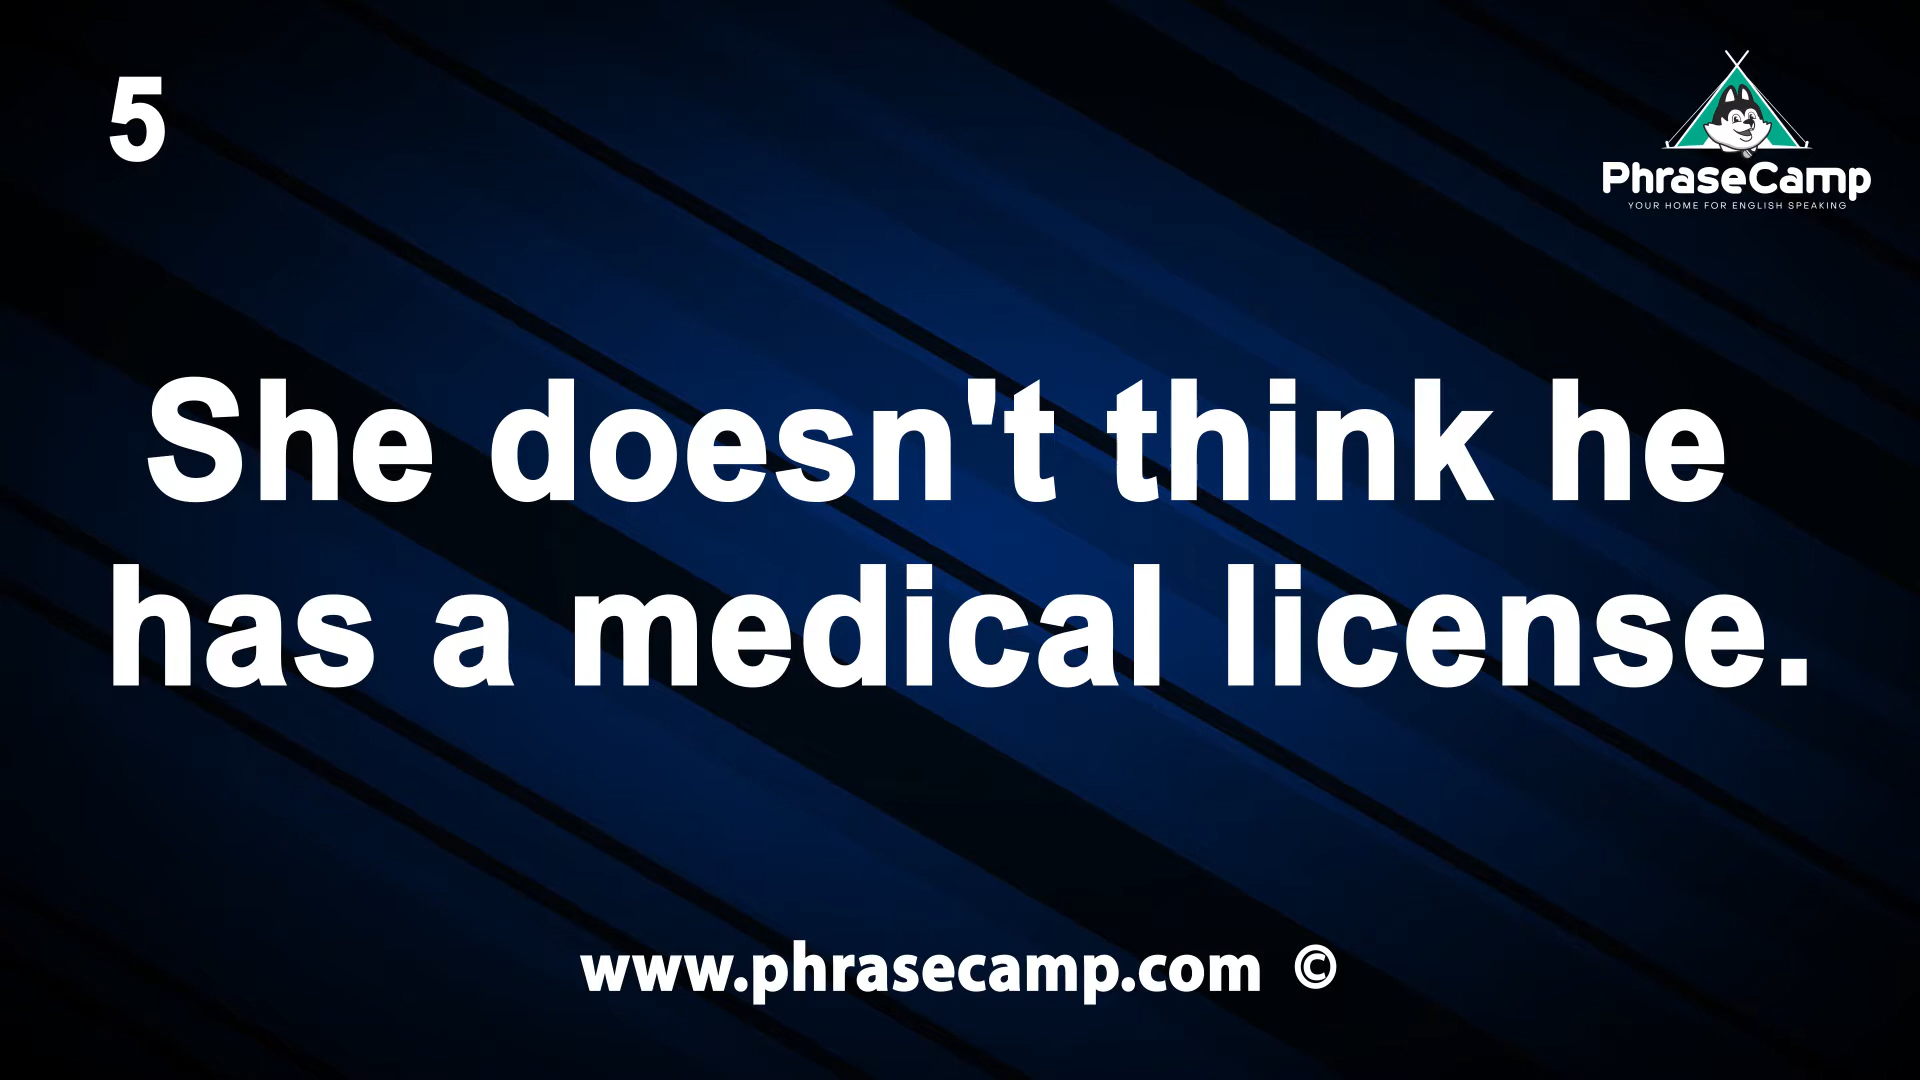 5
PhraseCamp
YOUR HOME FOR ENGLISH SPEAKING
She doesn't think he
has a medical license.
www.phrasecamp.com ©